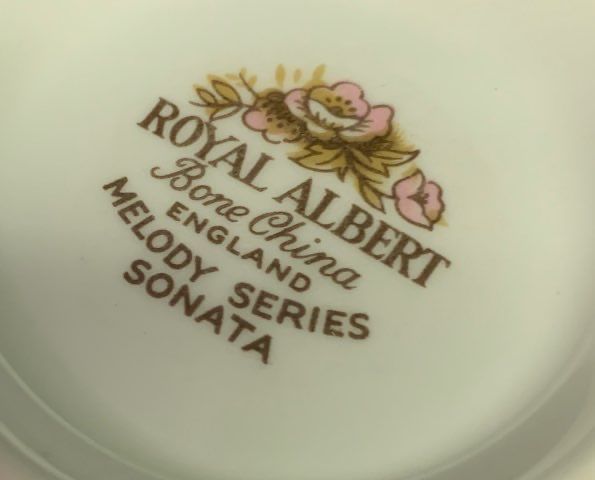 ROYAL ALBERT
Bone China
ENGLAND
MELODY SERIES
SONATA